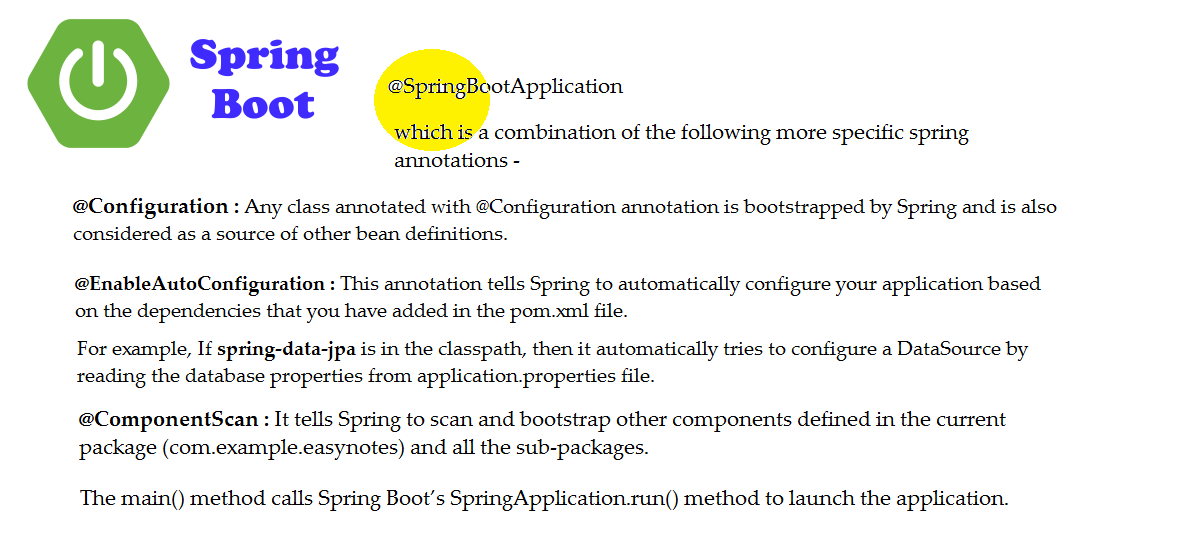 Spring
Boot
@SpringBootApplication
which is a combination of the following more specific spring
annotations -
@Configuration : Any class annotated with @Configuration annotation is bootstrapped by Spring and is also
considered as a source of other bean definitions.
@EnableAutoConfiguration : This annotation tells Spring to automatically configure your application based
on the dependencies that you have added in the pom.xml file.
For example, If spring-data-jpa is in the classpath, then it automatically tries to configure a DataSource by
reading the database properties from application.properties file.
@ComponentScan : It tells Spring to scan and bootstrap other components defined in the current
package (com.example.easynotes) and all the sub-packages.
The main() method calls Spring Boot’s SpringApplication.run() method to launch the application.